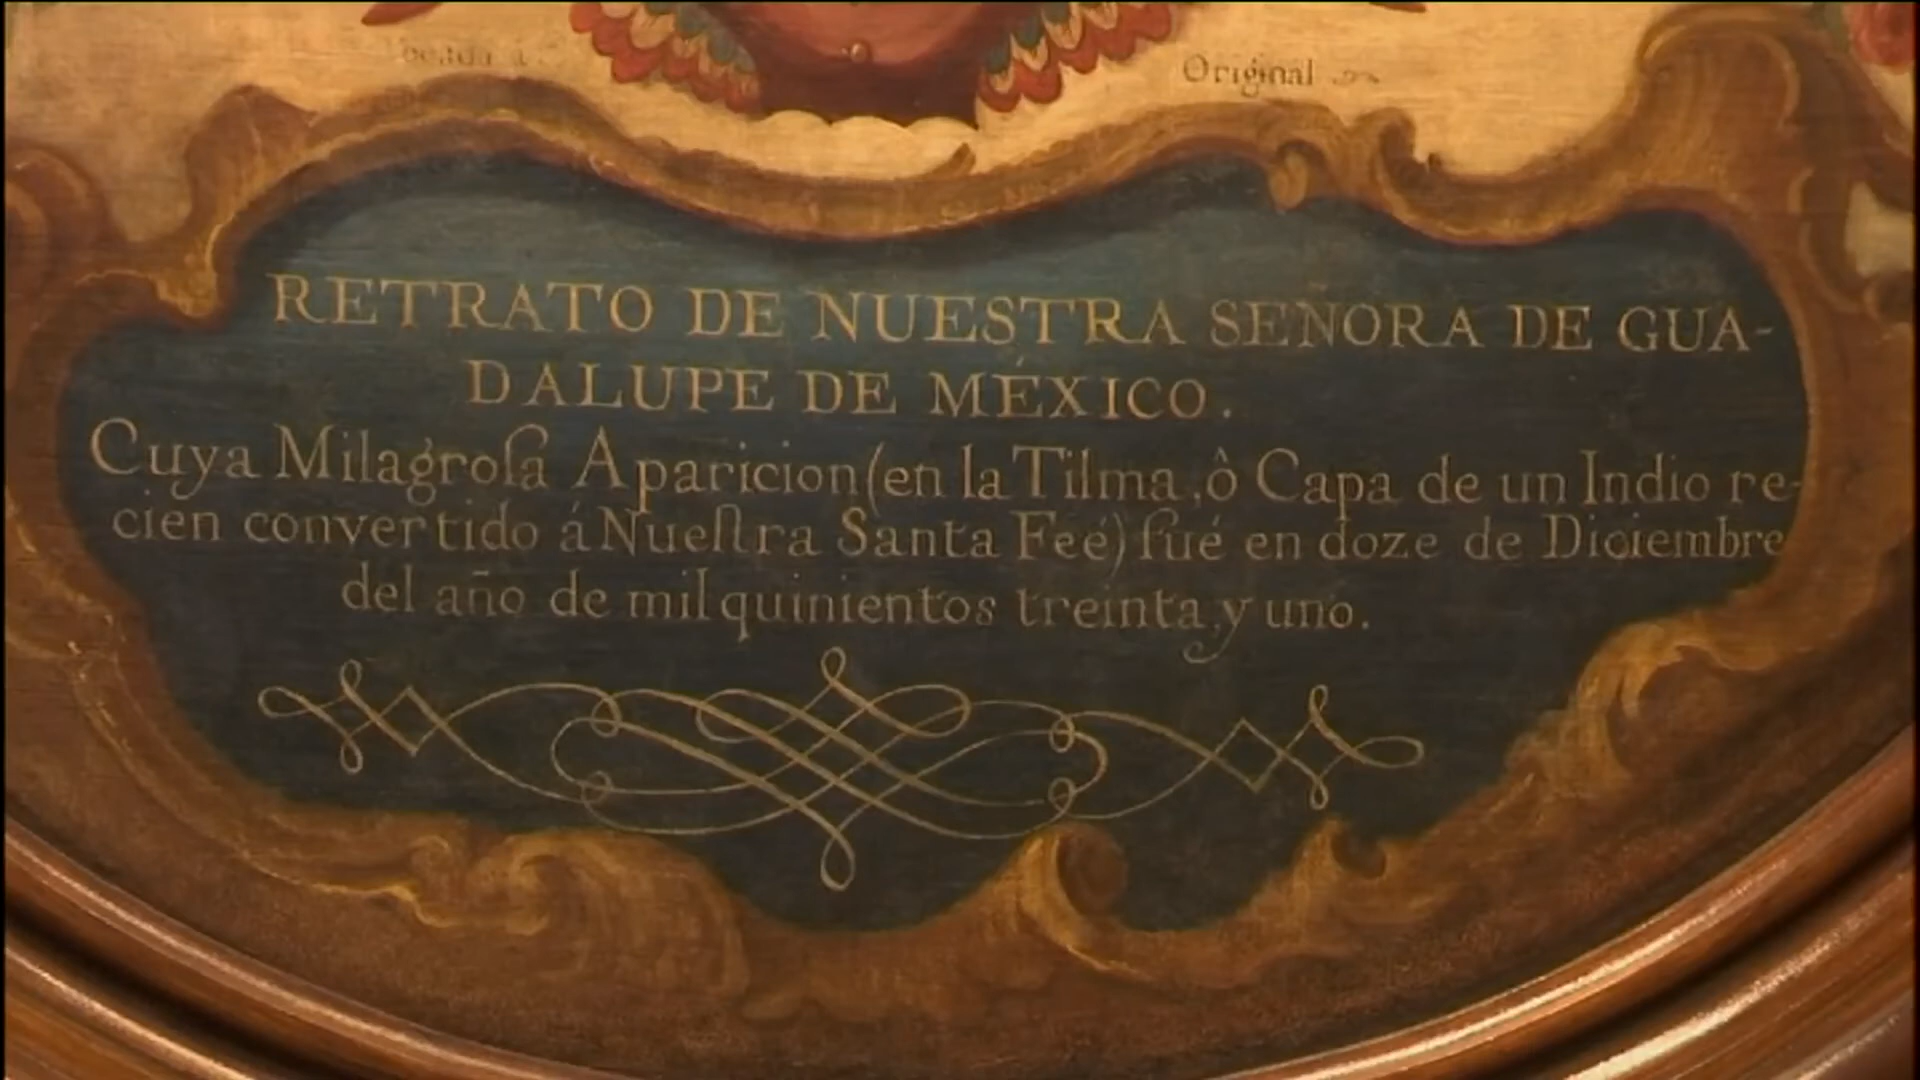 Original
RETRATO DE NUESTRA SEÑORA DE GUA-
DALUPE DE MÉXICO.
Cuya Milagroſa Aparicion (en la Tilma, ô Capa de un Indio re-
cien convertido á Nueſtra Santa Feé) fué en doze de Diciembre
del año de mil quinientos treinta, y uno.